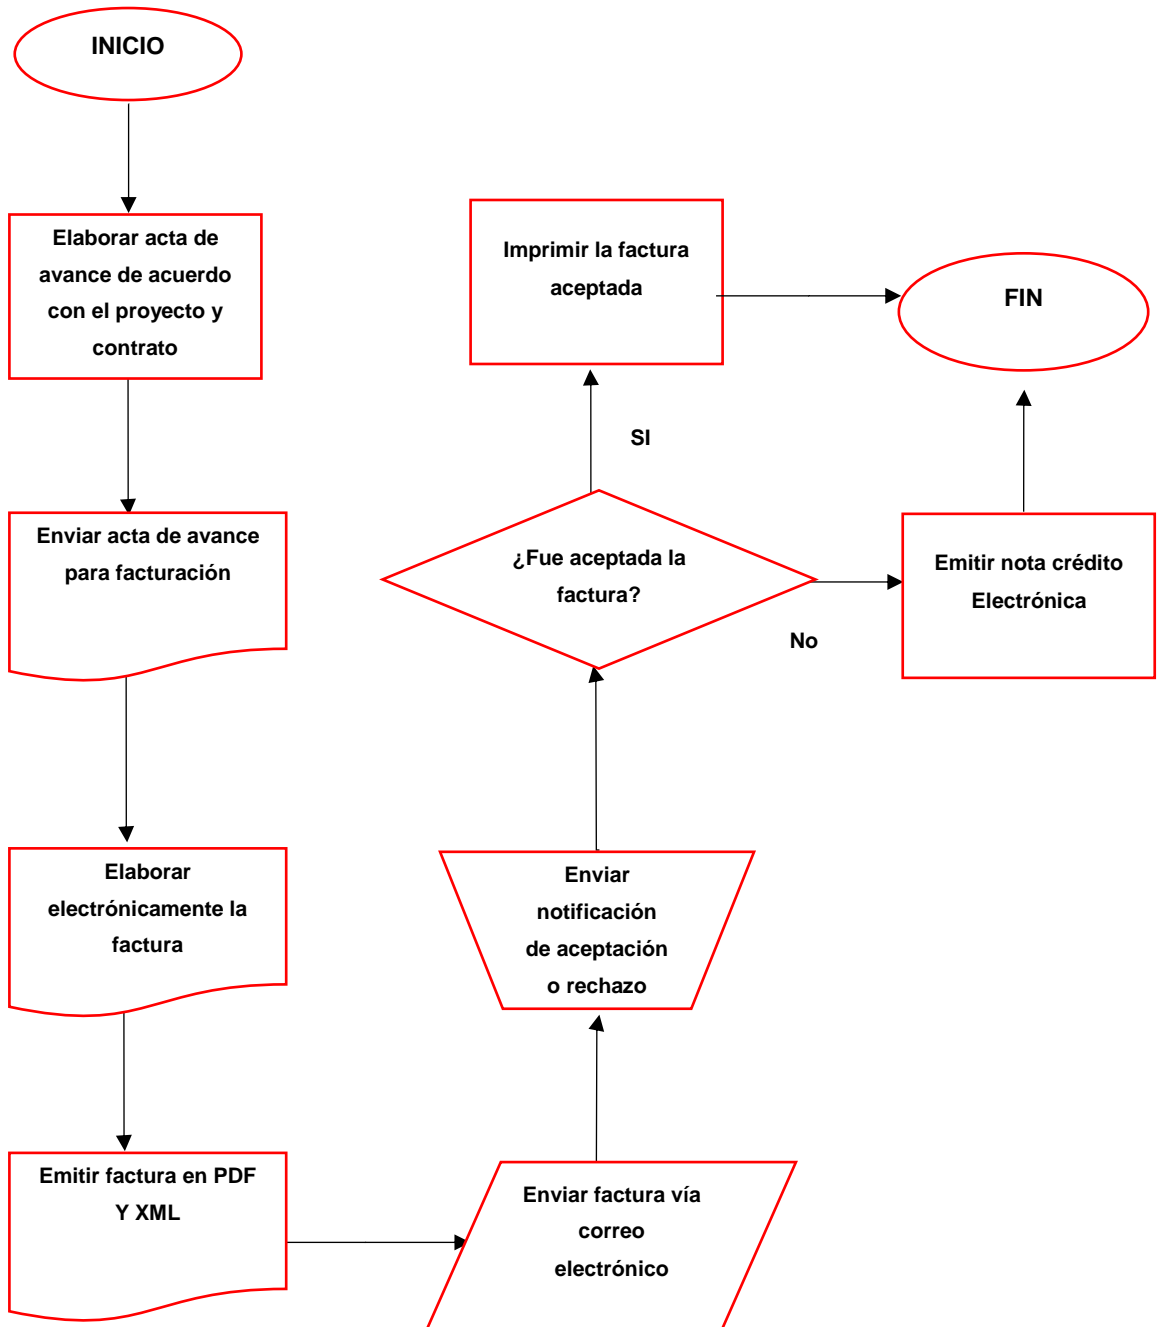 INICIO
Elaborar acta de
avance de acuerdo
con el proyecto y
contrato
Enviar acta de avance
para facturación
Elaborar
electrónicamente la
factura
Emitir factura en PDF
Y XML
Enviar factura vía
correo
electrónico
Enviar
notificación
de aceptación
o rechazo
¿Fue aceptada la
factura?
SI
No
Imprimir la factura
aceptada
Emitir nota crédito
Electrónica
FIN